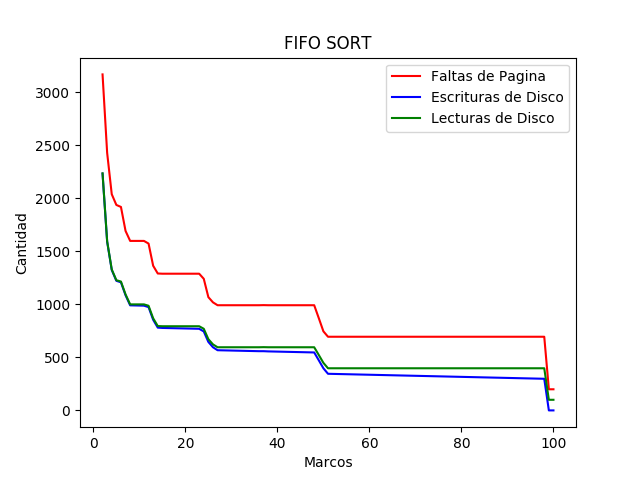 FIFO SORT
Faltas de Pagina
Escrituras de Disco
Lecturas de Disco
Cantidad
3000
2500
2000
1500
1000
500
0
0 20 40 60 80 100
Marcos